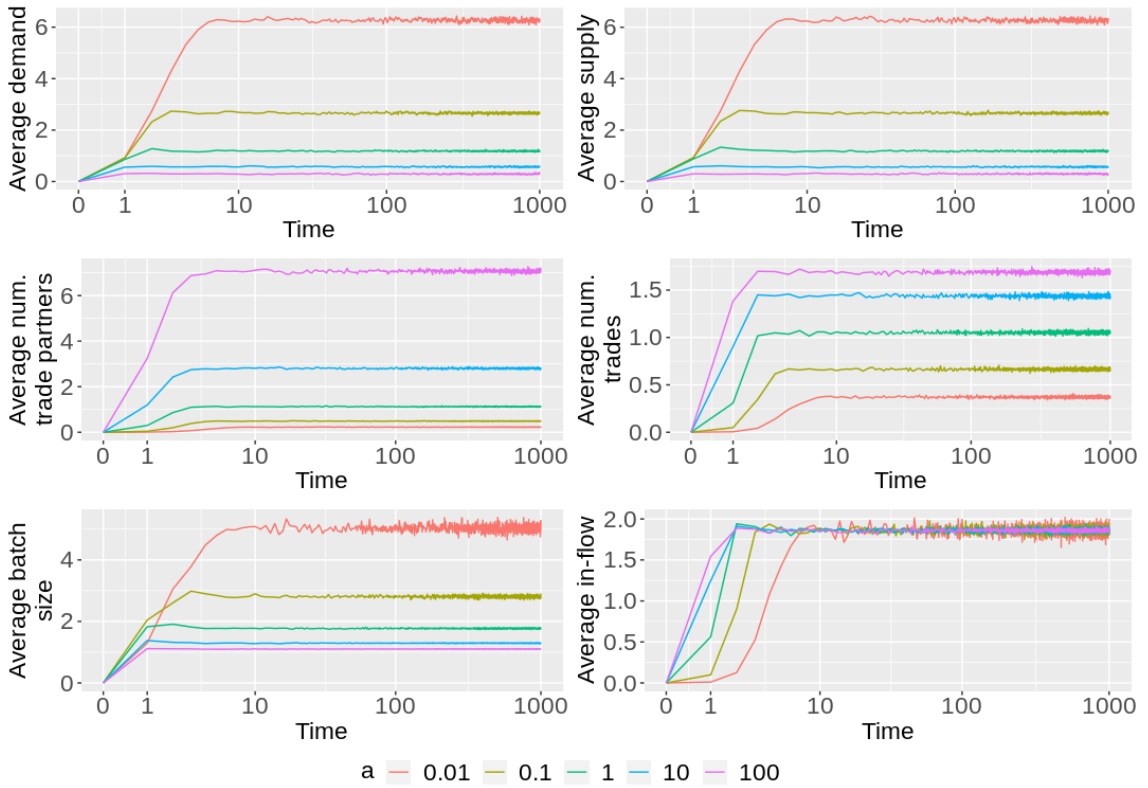 Average demand
6
4
2
0
0 1 10 100 1000
Time
Average supply
6
4
2
0
0 1 10 100 1000
Time
Average num.
trade partners
6
4
2
0
0 1 10 100 1000
Time
Average num.
trades
1.5
1.0
0.5
0.0
0 1 10 100 1000
Time
Average batch
size
4
2
0
0 1 10 100 1000
Time
Average in-flow
2.0
1.5
1.0
0.5
0.0
0 1 10 100 1000
Time
a 0.01 0.1 1 10 100